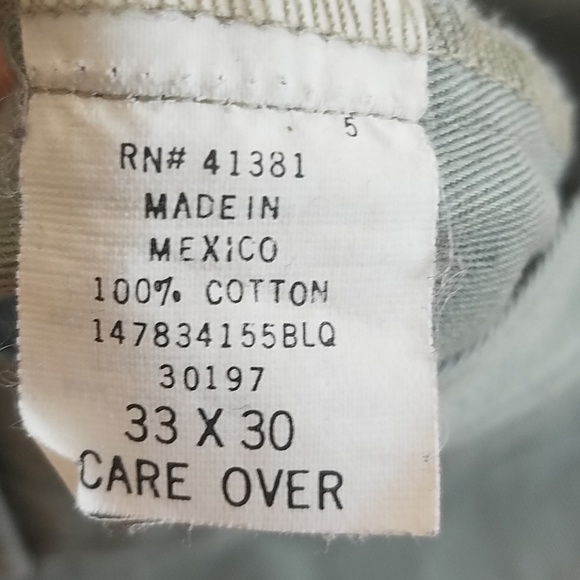 5
RN# 41381
MADE IN
MEXICO
100% COTTON
147834155BLQ
30197
33 X 30
CARE OVER